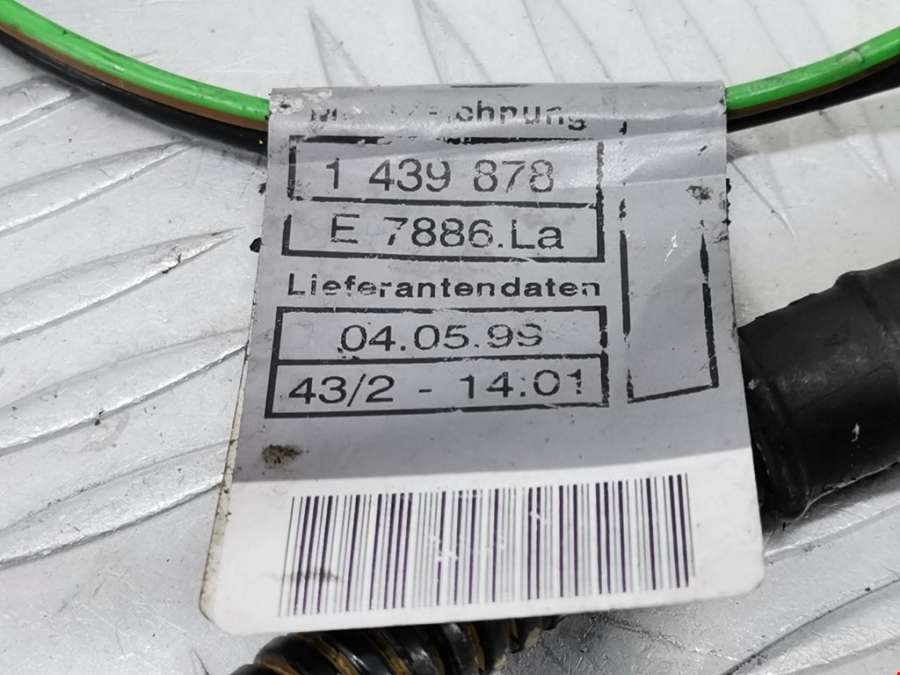 1 439 878
E 7886.La
Lieferantendaten
04.05.99
43/2 - 14:01